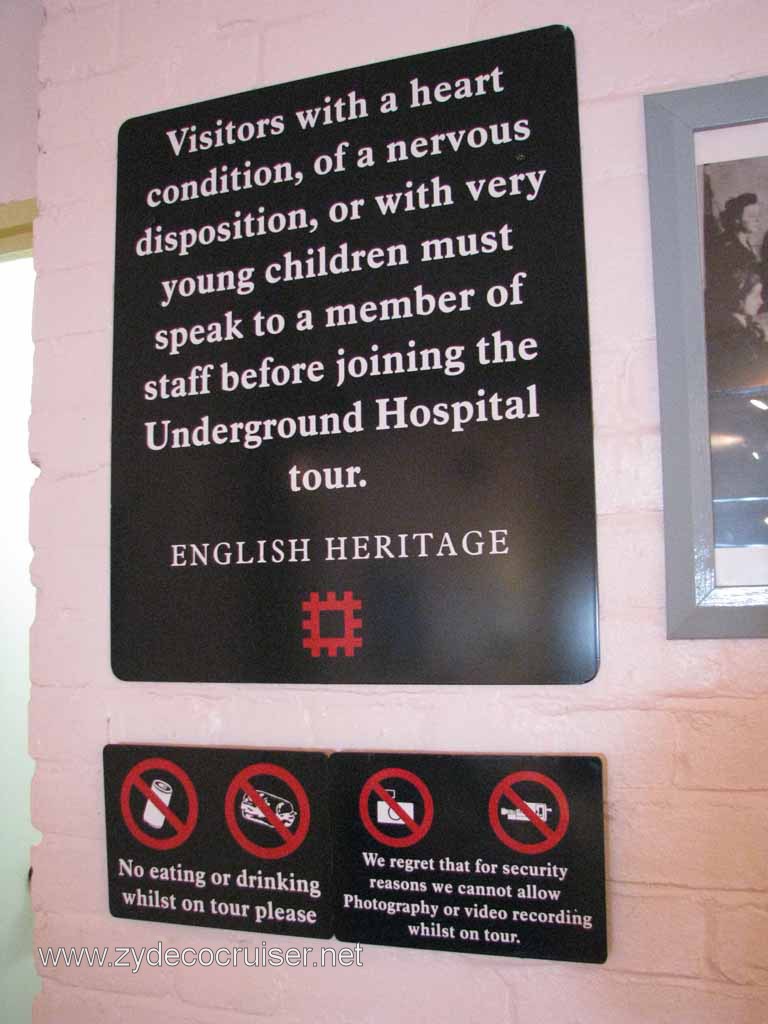 Visitors with a heart
condition, of a nervous
disposition, or with very
young children must
speak to a member of
staff before joining the
Underground Hospital
tour.
ENGLISH HERITAGE
No eating or drinking
whilst on tour please
We regret that for security
reasons we cannot allow
Photography or video recording
whilst on tour.
www.zydecocruiser.net